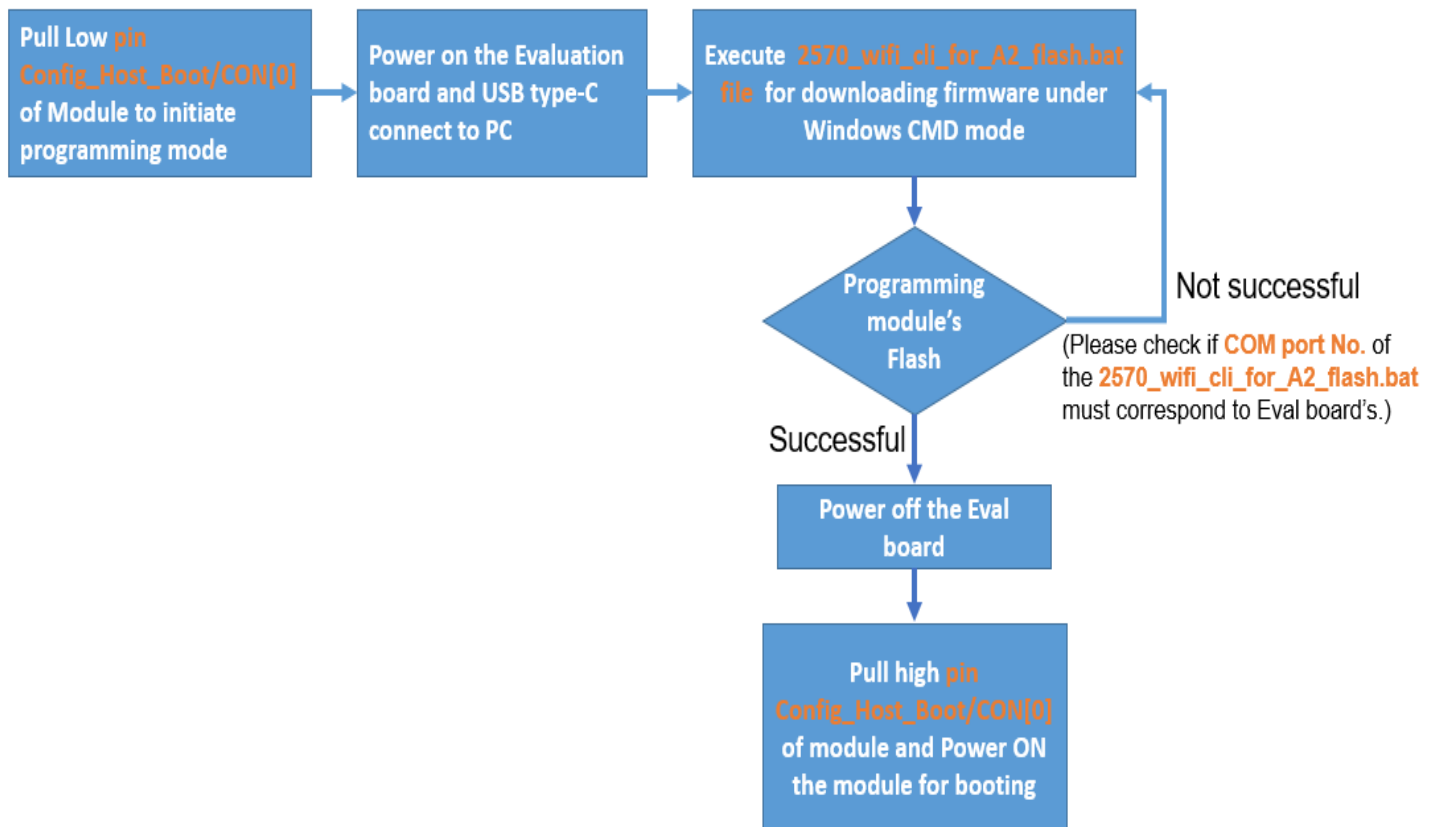 Pull Low pin
Config_Host_Boot/CON[0]
of Module to initiate
programming mode
Power on the Evaluation
board and USB type-C
connect to PC
Execute 2570_wifi_cli_for_A2_flash.bat
file for downloading firmware under
Windows CMD mode
Programming
module's
Flash
Not successful
(Please check if COM port No. of
the 2570_wifi_cli_for_A2_flash.bat
must correspond to Eval board's.)
Successful
Power off the Eval
board
Pull high pin
Config_Host_Boot/CON[0]
of module and Power ON
the module for booting